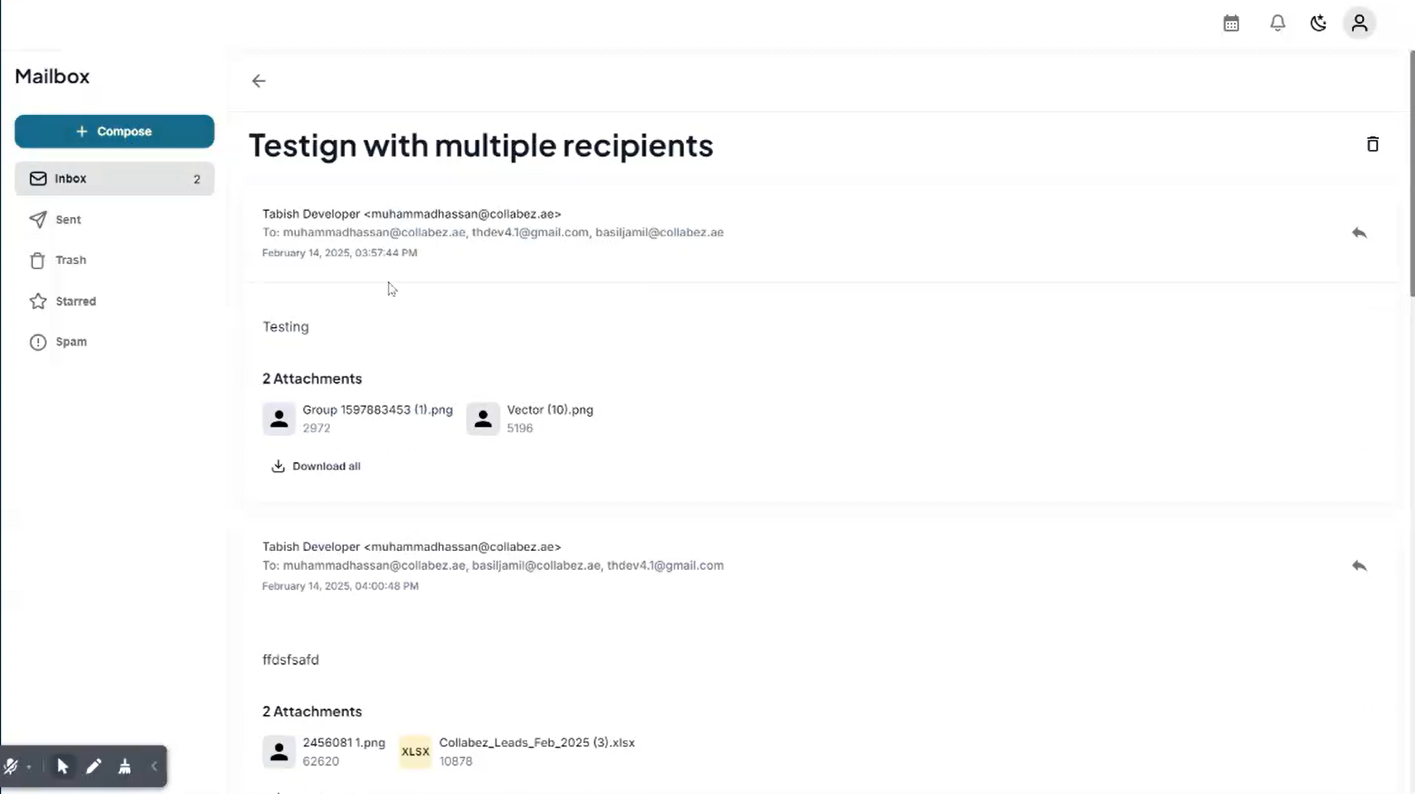 Mailbox
+ Compose
Inbox 2
Sent
Trash
Starred
Spam
Testign with multiple recipients
Tabish Developer <muhammadhassan@collabez.ae>
To: muhammadhassan@collabez.ae, thdev4.1@gmail.com, basiljamil@collabez.ae
February 14, 2025, 03:57:44 PM
Testing
2 Attachments
Group 1597883453 (1).png Vector (10).png
2972 5196
Download all
Tabish Developer <muhammadhassan@collabez.ae>
To: muhammadhassan@collabez.ae, basiljamil@collabez.ae, thdev4.1@gmail.com
February 14, 2025, 04:00:48 PM
ffdsfsafd
2 Attachments
2456081 1.png XLSX Collabez_Leads_Feb_2025 (3).xlsx
62620 10878